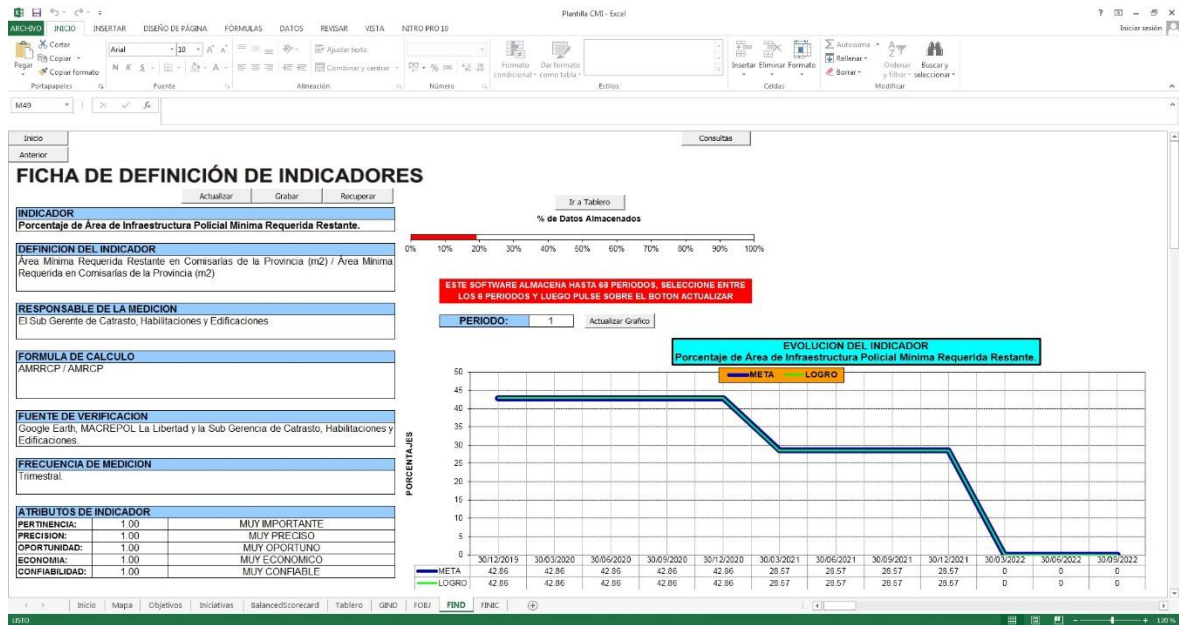 Plantilla CMI - Excel
ARCHIVO INICIO INSERTAR DISEÑO DE PÁGINA FÓRMULAS DATOS REVISAR VISTA NITRO PRO 10
Iniciar sesión
Pegar
Cortar
Copiar
Copiar formato
Portapapeles
Arial 10
N K S
Fuente
Ajustar texto
Combinar y centrar
Alineación
Número
Formato condicional
Dar formato como tabla
Estilos
Insertar Eliminar Formato
Celdas
Autosuma
Rellenar
Borrar
Ordenar y filtrar
Buscar y seleccionar
Modificar
M49
Inicio
Consultas
Anterior
FICHA DE DEFINICIÓN DE INDICADORES
Actualizar Grabar Recuperar
INDICADOR
Porcentaje de Área de Infraestructura Policial Mínima Requerida Restante.
DEFINICION DEL INDICADOR
Área Mínima Requerida Restante en Comisarías de la Provincia (m2) / Área Mínima
Requerida en Comisarías de la Provincia (m2)
RESPONSABLE DE LA MEDICION
El Sub Gerente de Catrasto, Habilitaciones y Edificaciones
FORMULA DE CALCULO
AMRRCP / AMRCP
FUENTE DE VERIFICACION
Google Earth, MACREPOL La Libertad y la Sub Gerencia de Catrasto, Habilitaciones y
Edificaciones.
FRECUENCIA DE MEDICION
Trimestral.
ATRIBUTOS DE INDICADOR
PERTINENCIA: 1.00 MUY IMPORTANTE
PRECISION: 1.00 MUY PRECISO
OPORTUNIDAD: 1.00 MUY OPORTUNO
ECONOMIA: 1.00 MUY ECONOMICO
CONFIABILIDAD: 1.00 MUY CONFIABLE
Ir a Tablero
% de Datos Almacenados
0% 10% 20% 30% 40% 50% 60% 70% 80% 90% 100%
ESTE SOFTWARE ALMACENA HASTA 68 PERIODOS, SELECCIONE ENTRE
LOS 6 PERIODOS Y LUEGO PULSE SOBRE EL BOTON ACTUALIZAR
PERIODO: 1 Actualizar Grafico
EVOLUCION DEL INDICADOR
Porcentaje de Área de Infraestructura Policial Mínima Requerida Restante.
META LOGRO
PORCENTAJES
50
45
40
35
30
25
20
15
10
5
0
30/12/2019 30/03/2020 30/06/2020 30/09/2020 30/12/2020 30/03/2021 30/06/2021 30/09/2021 30/12/2021 30/03/2022 30/06/2022 30/09/2022
META 42.86 42.86 42.86 42.86 42.86 28.57 28.57 28.57 28.57 0 0 0
LOGRO 42.86 42.86 42.86 42.86 42.86 28.57 28.57 28.57 28.57 0 0 0
Inicio Mapa Objetivos Iniciativas BalancedScorecard Tablero GIND FOBJ FIND FINIC
LISTO
120 %